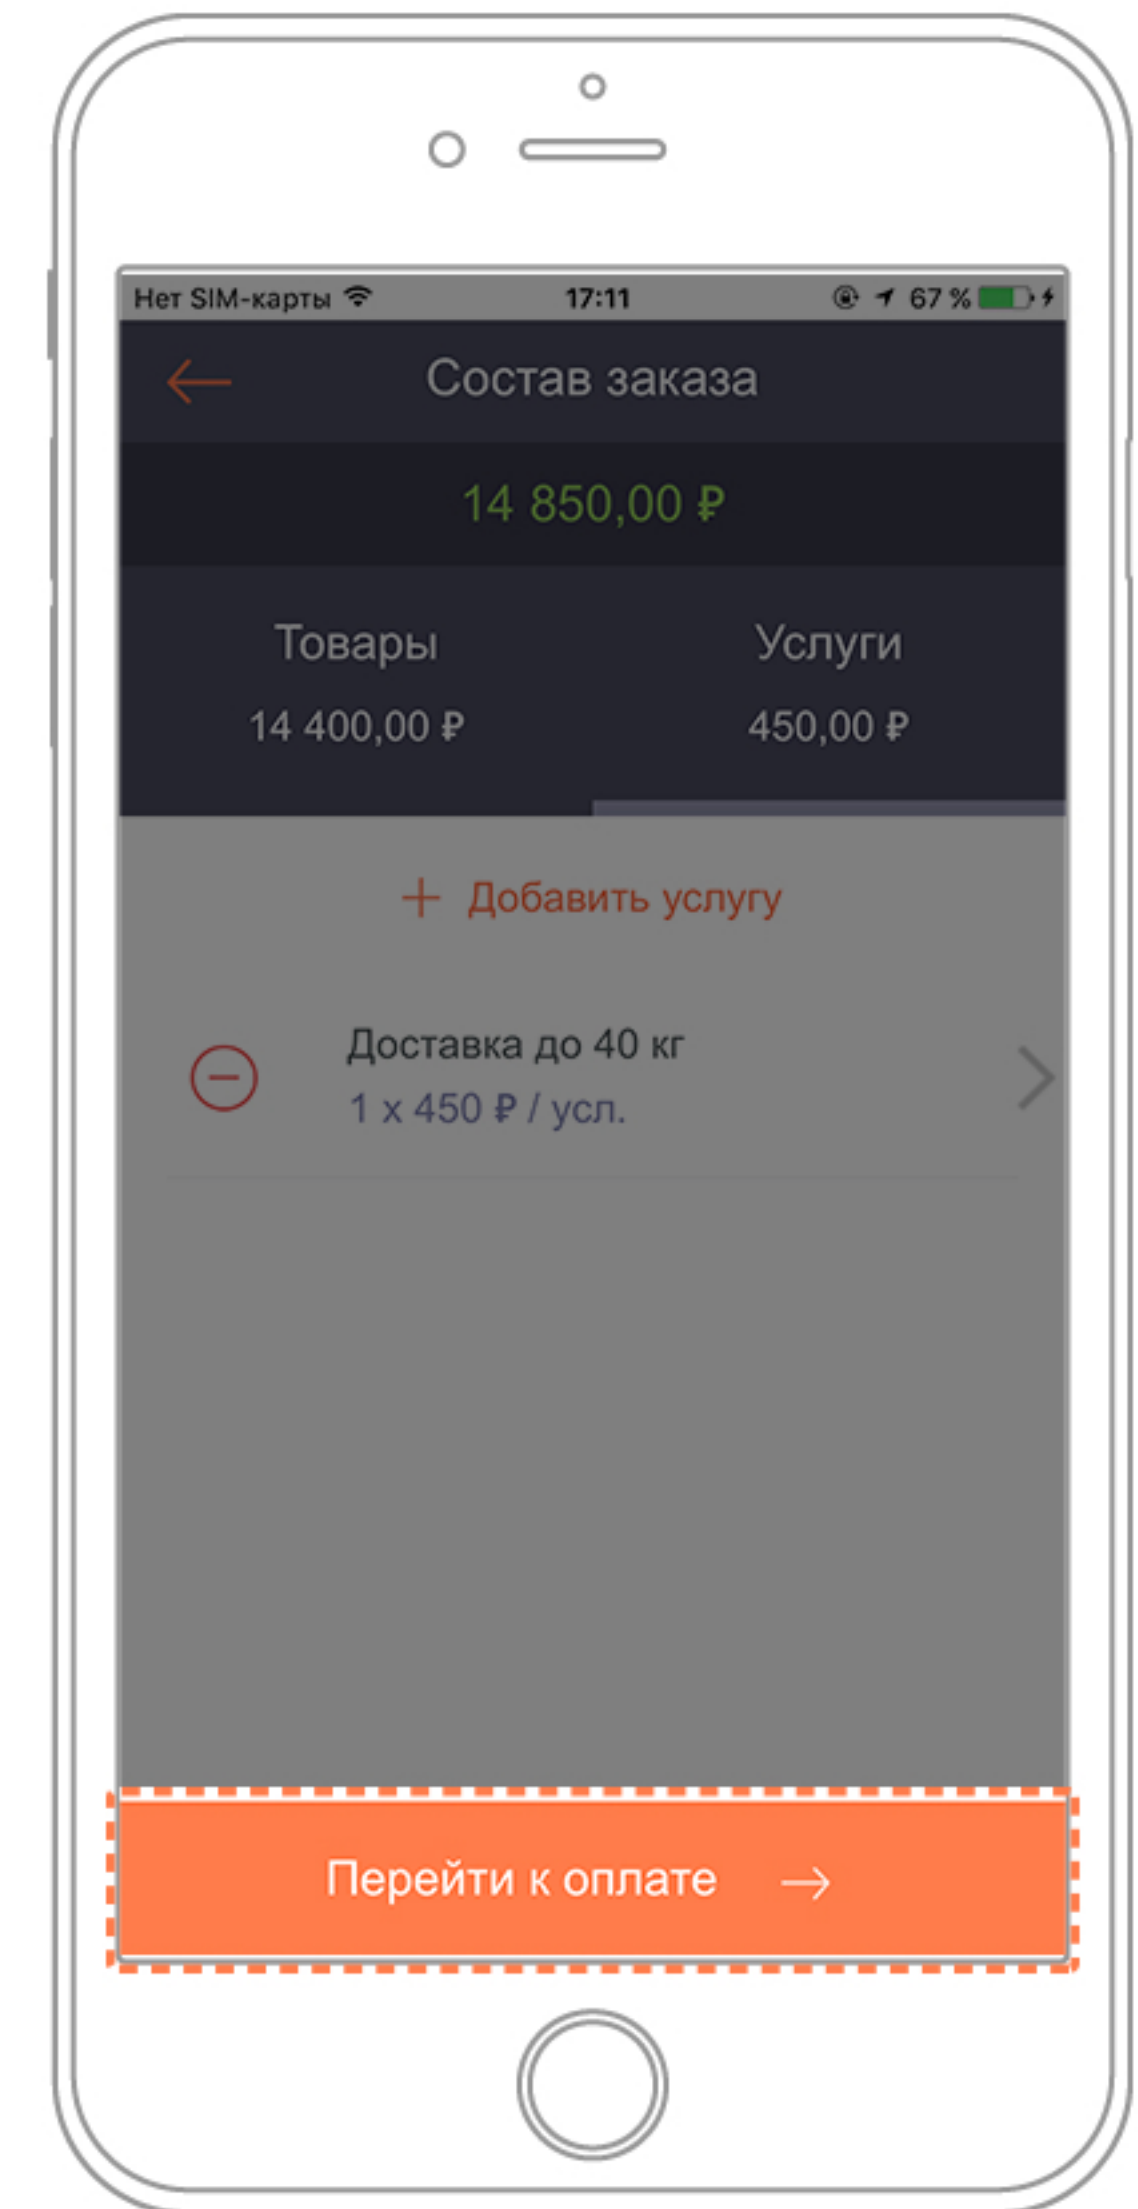 Нет SIM-карты 17:11 67 %
Состав заказа
14 850,00 ₽
Товары Услуги
14 400,00 ₽ 450,00 ₽
+ Добавить услугу
Доставка до 40 кг
1 x 450 ₽ / усл.
Перейти к оплате →